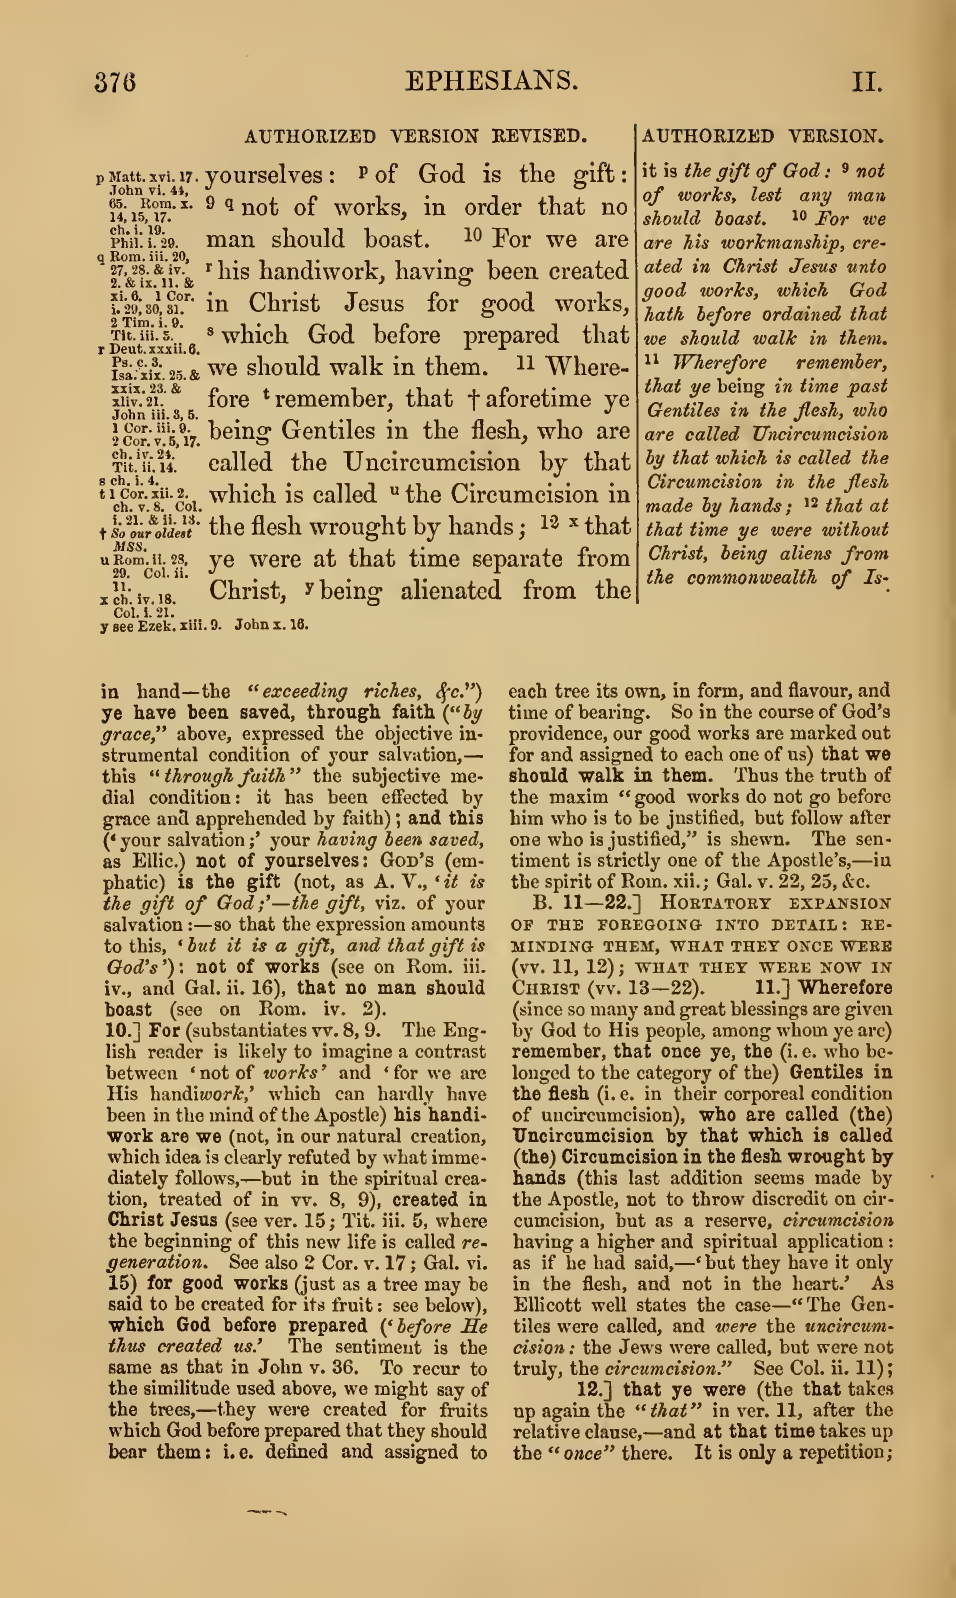 376 EPHESIANS. II.
AUTHORIZED VERSION REVISED.
p Matt. xvi. 17.
John vi. 44,
65. Rom. x.
14, 15, 17.
ch. i. 19.
Phil. i. 29.
q Rom. iii. 20,
27, 28. & iv.
2. & ix. 11. &
xi. 6. 1 Cor.
i. 29, 30, 31.
2 Tim. i. 9.
Tit. iii. 5.
r Deut. xxxii. 6.
Ps. c. 3.
Isa. xix. 25. &
xxix. 23. &
xliv. 21.
John iii. 3, 5.
1 Cor. iii. 9.
2 Cor. v. 5, 17.
ch. iv. 24.
Tit. ii. 14.
s ch. i. 4.
t 1 Cor. xii. 2.
ch. v. 8. Col.
i. 21. & ii. 13.
† So our oldest
MSS.
u Rom. ii. 28,
29. Col. ii.
11.
x ch. iv. 18.
Col. i. 21.
y see Ezek. xiii. 9. John x. 16.
yourselves: p of God is the gift:
9 q not of works, in order that no
man should boast. 10 For we are
r his handiwork, having been created
in Christ Jesus for good works,
s which God before prepared that
we should walk in them. 11 Where-
fore t remember, that † aforetime ye
being Gentiles in the flesh, who are
called the Uncircumcision by that
which is called u the Circumcision in
the flesh wrought by hands; 12 x that
ye were at that time separate from
Christ, y being alienated from the
AUTHORIZED VERSION.
it is the gift of God: 9 not
of works, lest any man
should boast. 10 For we
are his workmanship, cre-
ated in Christ Jesus unto
good works, which God
hath before ordained that
we should walk in them.
11 Wherefore remember,
that ye being in time past
Gentiles in the flesh, who
are called Uncircumcision
by that which is called the
Circumcision in the flesh
made by hands; 12 that at
that time ye were without
Christ, being aliens from
the commonwealth of Is-
in hand—the "exceeding riches, &c.")
ye have been saved, through faith ("by
grace," above, expressed the objective in-
strumental condition of your salvation,—
this "through faith" the subjective me-
dial condition: it has been effected by
grace and apprehended by faith); and this
('your salvation;' your having been saved,
as Ellic.) not of yourselves: GOD'S (em-
phatic) is the gift (not, as A. V., 'it is
the gift of God;'—the gift, viz. of your
salvation:—so that the expression amounts
to this, 'but it is a gift, and that gift is
God's'): not of works (see on Rom. iii.
iv., and Gal. ii. 16), that no man should
boast (see on Rom. iv. 2).
10.] For (substantiates vv. 8, 9. The Eng-
lish reader is likely to imagine a contrast
between 'not of works' and 'for we are
His handiwork,' which can hardly have
been in the mind of the Apostle) his handi-
work are we (not, in our natural creation,
which idea is clearly refuted by what imme-
diately follows,—but in the spiritual crea-
tion, treated of in vv. 8, 9), created in
Christ Jesus (see ver. 15; Tit. iii. 5, where
the beginning of this new life is called re-
generation. See also 2 Cor. v. 17; Gal. vi.
15) for good works (just as a tree may be
said to be created for its fruit: see below),
which God before prepared ('before He
thus created us.' The sentiment is the
same as that in John v. 36. To recur to
the similitude used above, we might say of
the trees,—they were created for fruits
which God before prepared that they should
bear them: i. e. defined and assigned to
each tree its own, in form, and flavour, and
time of bearing. So in the course of God's
providence, our good works are marked out
for and assigned to each one of us) that we
should walk in them. Thus the truth of
the maxim "good works do not go before
him who is to be justified, but follow after
one who is justified," is shewn. The sen-
timent is strictly one of the Apostle's,—in
the spirit of Rom. xii.; Gal. v. 22, 25, &c.
B. 11—22.] HORTATORY EXPANSION
OF THE FOREGOING INTO DETAIL: RE-
MINDING THEM, WHAT THEY ONCE WERE
(vv. 11, 12); WHAT THEY WERE NOW IN
CHRIST (vv. 13—22). 11.] Wherefore
(since so many and great blessings are given
by God to His people, among whom ye are)
remember, that once ye, the (i. e. who be-
longed to the category of the) Gentiles in
the flesh (i. e. in their corporeal condition
of uncircumcision), who are called (the)
Uncircumcision by that which is called
(the) Circumcision in the flesh wrought by
hands (this last addition seems made by
the Apostle, not to throw discredit on cir-
cumcision, but as a reserve, circumcision
having a higher and spiritual application:
as if he had said,—'but they have it only
in the flesh, and not in the heart.' As
Ellicott well states the case—"The Gen-
tiles were called, and were the uncircum-
cision: the Jews were called, but were not
truly, the circumcision." See Col. ii. 11);
12.] that ye were (the that takes
up again the "that" in ver. 11, after the
relative clause,—and at that time takes up
the "once" there. It is only a repetition;